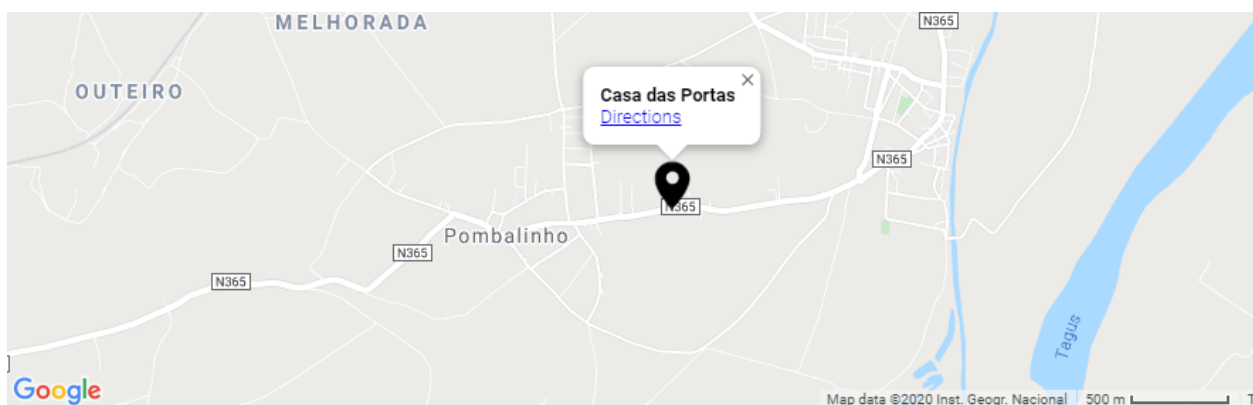 MELHORADA
N365
OUTEIRO
Casa das Portas
Directions
N365
N365
Pombalinho
N365
N365
Tagus
Google
Map data ©2020 Inst. Geogr. Nacional
500 m